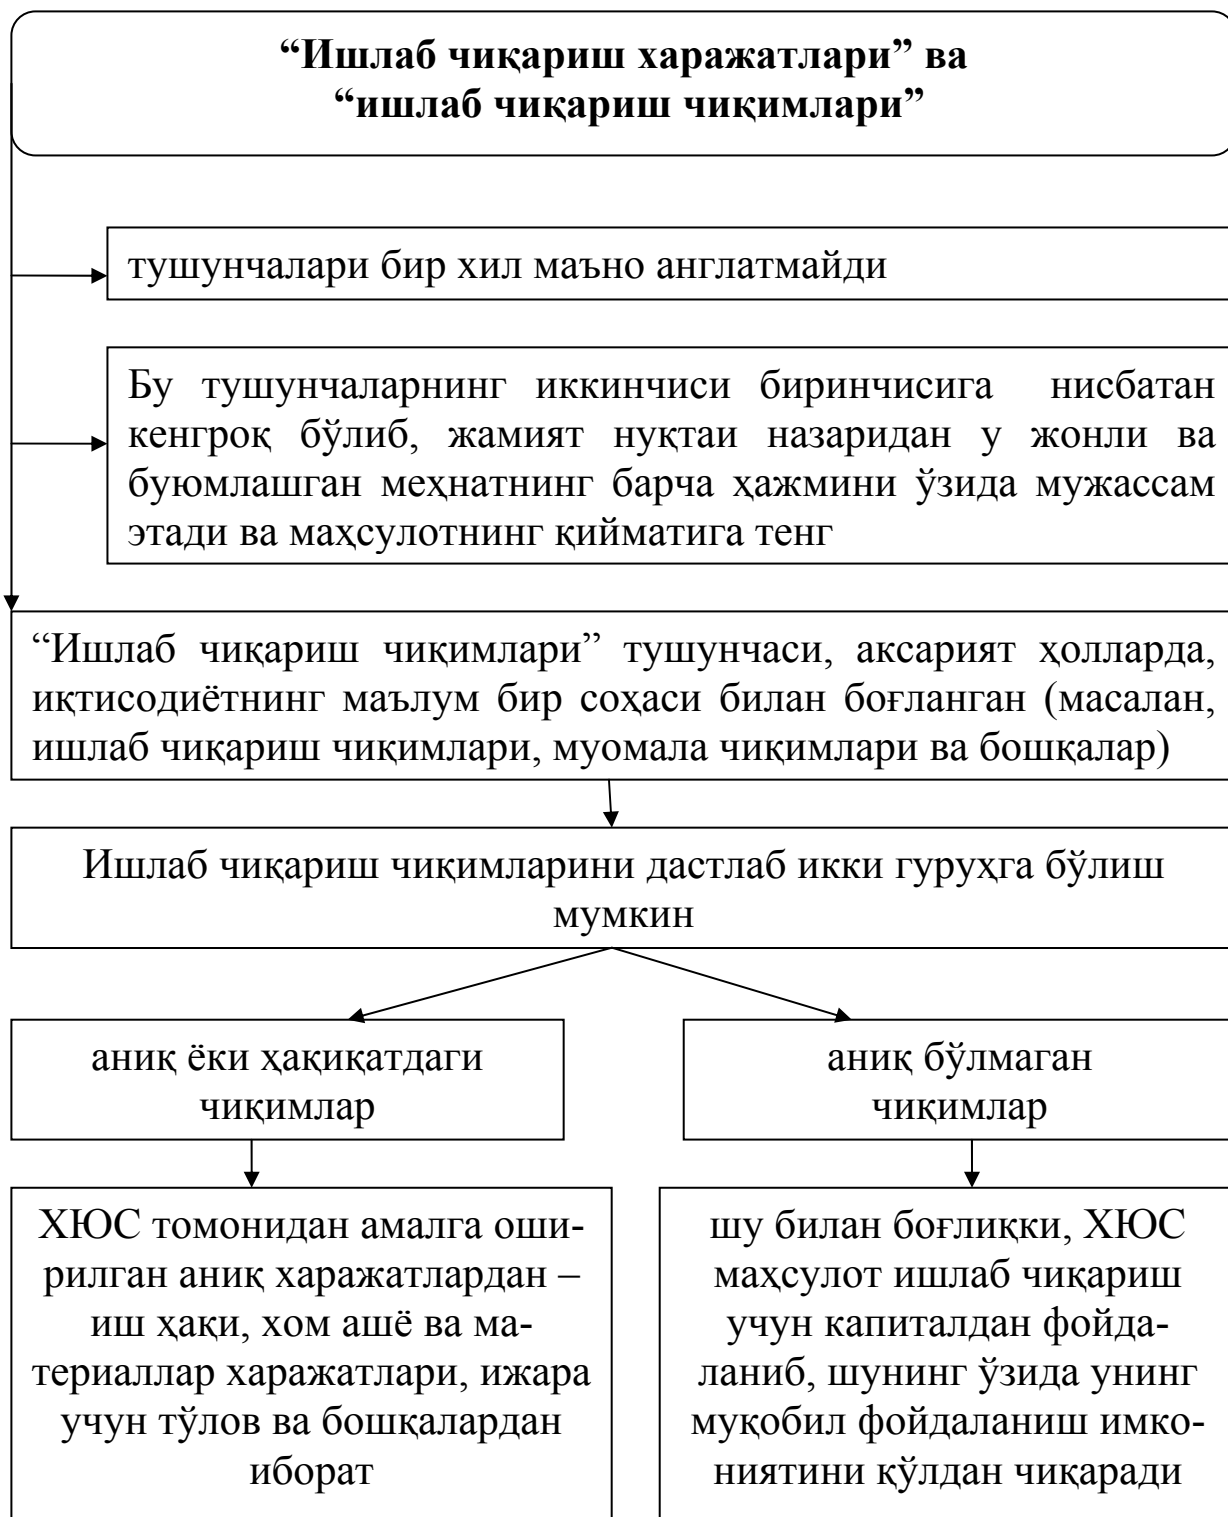 “Ишлаб чиқариш харажатлари” ва
“ишлаб чиқариш чиқимлари”
тушунчалари бир хил маъно англатмайди
Бу тушунчаларнинг иккинчиси биринчисига нисбатан
кенгроқ бўлиб, жамият нуқтаи назаридан у жонли ва
буюмлашган меҳнатнинг барча ҳажмини ўзида мужассам
этади ва маҳсулотнинг қийматига тенг
“Ишлаб чиқариш чиқимлари” тушунчаси, аксарият ҳолларда,
иқтисодиётнинг маълум бир соҳаси билан боғланган (масалан,
ишлаб чиқариш чиқимлари, муомала чиқимлари ва бошқалар)
Ишлаб чиқариш чиқимларини дастлаб икки гуруҳга бўлиш
мумкин
аниқ ёки ҳақиқатдаги
чиқимлар
аниқ бўлмаган
чиқимлар
ХЮС томонидан амалга оши-
рилган аниқ харажатлардан –
иш ҳақи, хом ашё ва ма-
териаллар харажатлари, ижара
учун тўлов ва бошқалардан
иборат
шу билан боғлиқки, ХЮС
маҳсулот ишлаб чиқариш
учун капиталдан фойда-
ланиб, шунинг ўзида унинг
муқобил фойдаланиш имко-
ниятини қўлдан чиқаради